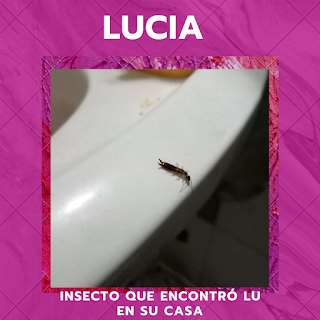 LUCIA
INSECTO QUE ENCONTRÓ LU
EN SU CASA